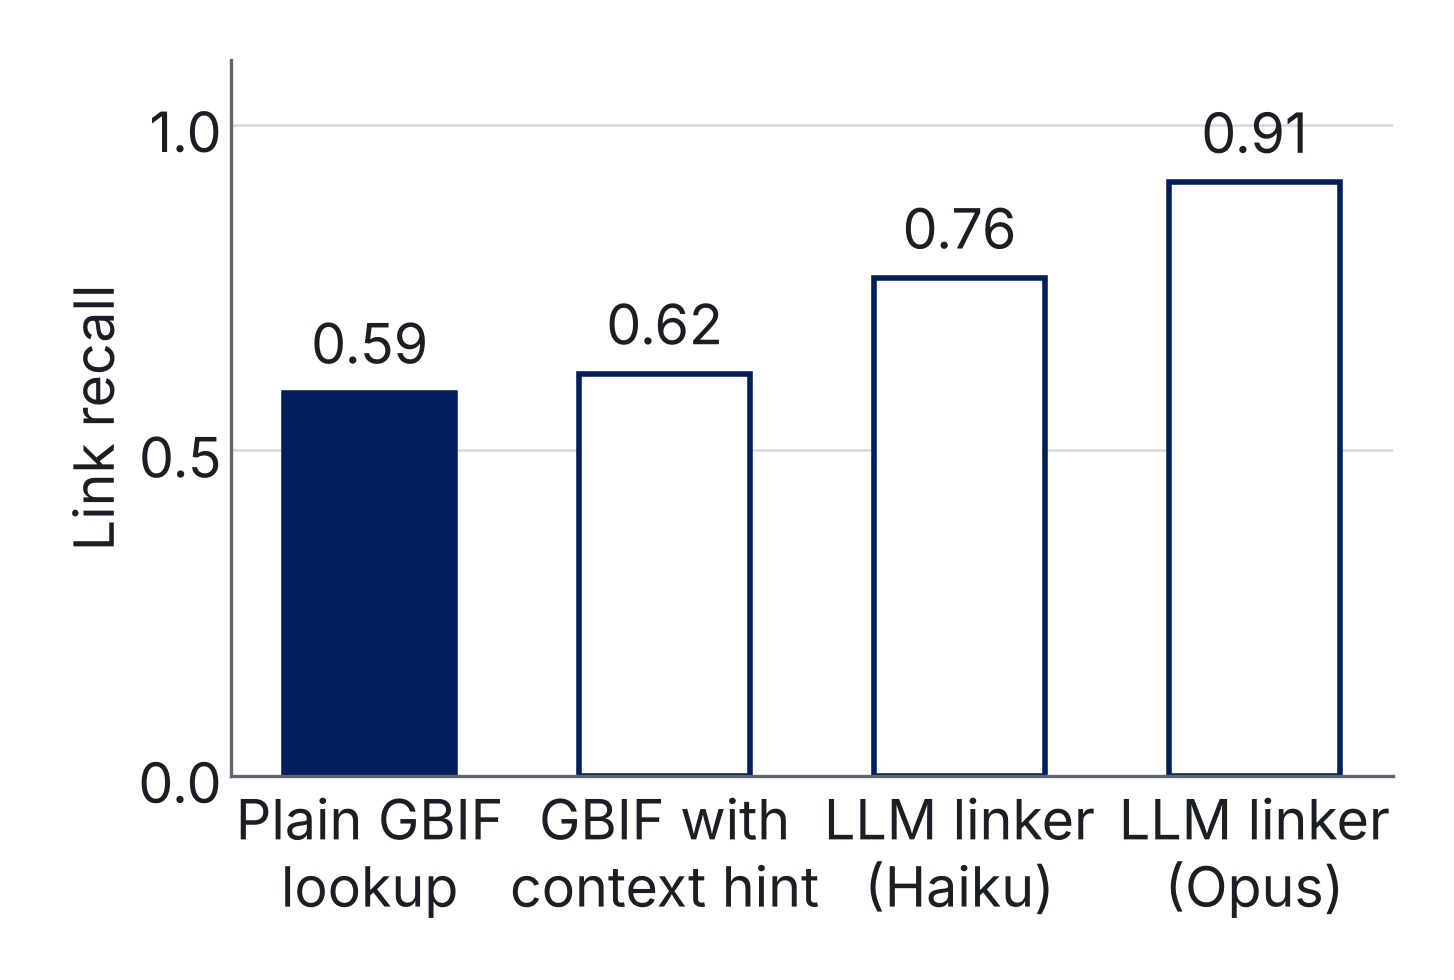 Link recall
1.0
0.5
0.0
0.59
0.62
0.76
0.91
Plain GBIF
lookup
GBIF with
context hint
LLM linker
(Haiku)
LLM linker
(Opus)